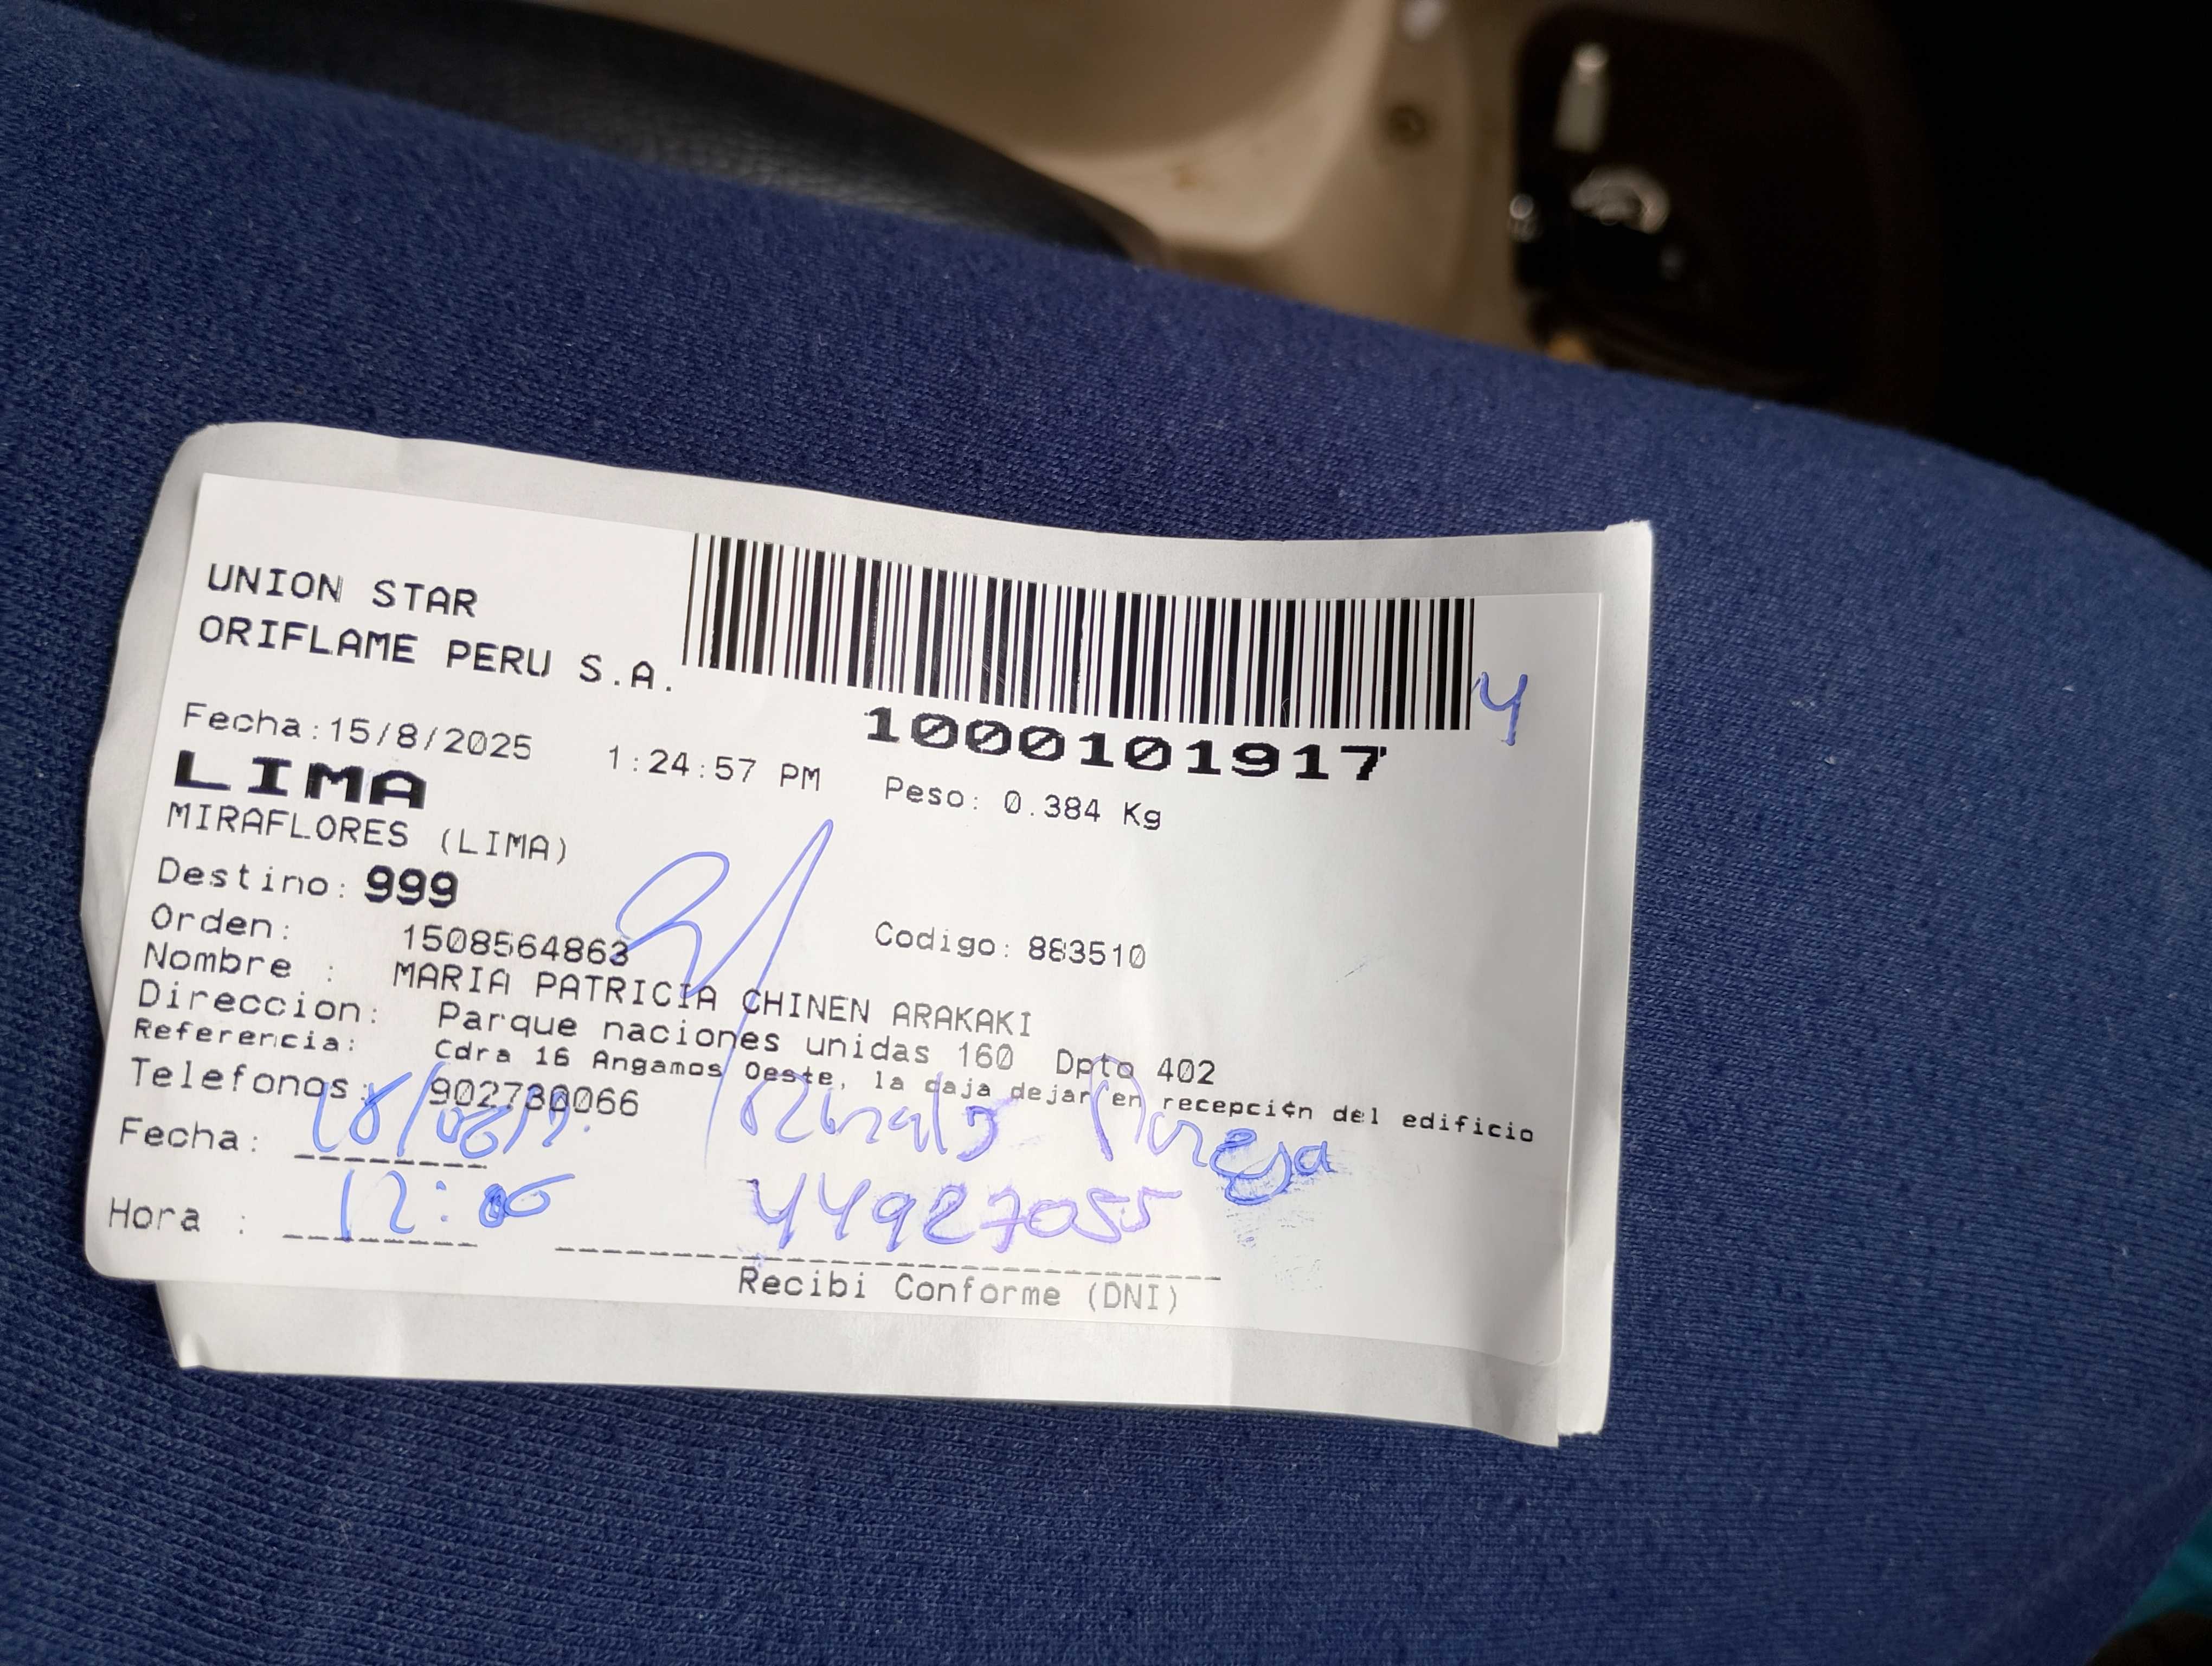 UNION STAR
ORIFLAME PERU S.A.
4
1000101917
Fecha:15/8/2025 1:24:57 PM Peso: 0.384 Kg
LIMA
MIRAFLORES (LIMA)
Destino: 999
Orden: 1508564863 Codigo: 883510
Nombre : MARIA PATRICIA CHINEN ARAKAKI
Direccion: Parque naciones unidas 160 Dpto 402
Referencia: Cdra 16 Angamos Oeste, la caja dejar en recepci¢n del edificio
Telefonos: 902730066
Fecha:
Hora : 12:06 44927055
Recibi Conforme (DNI)